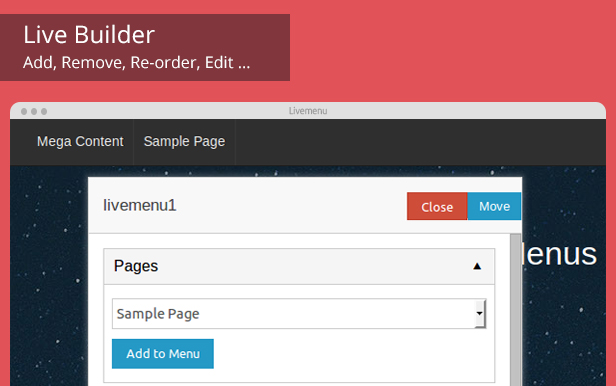 Live Builder
Add, Remove, Re-order, Edit ...
Livemenu
Mega Content Sample Page
livemenu1
Close Move
enus
Pages
Sample Page
Add to Menu